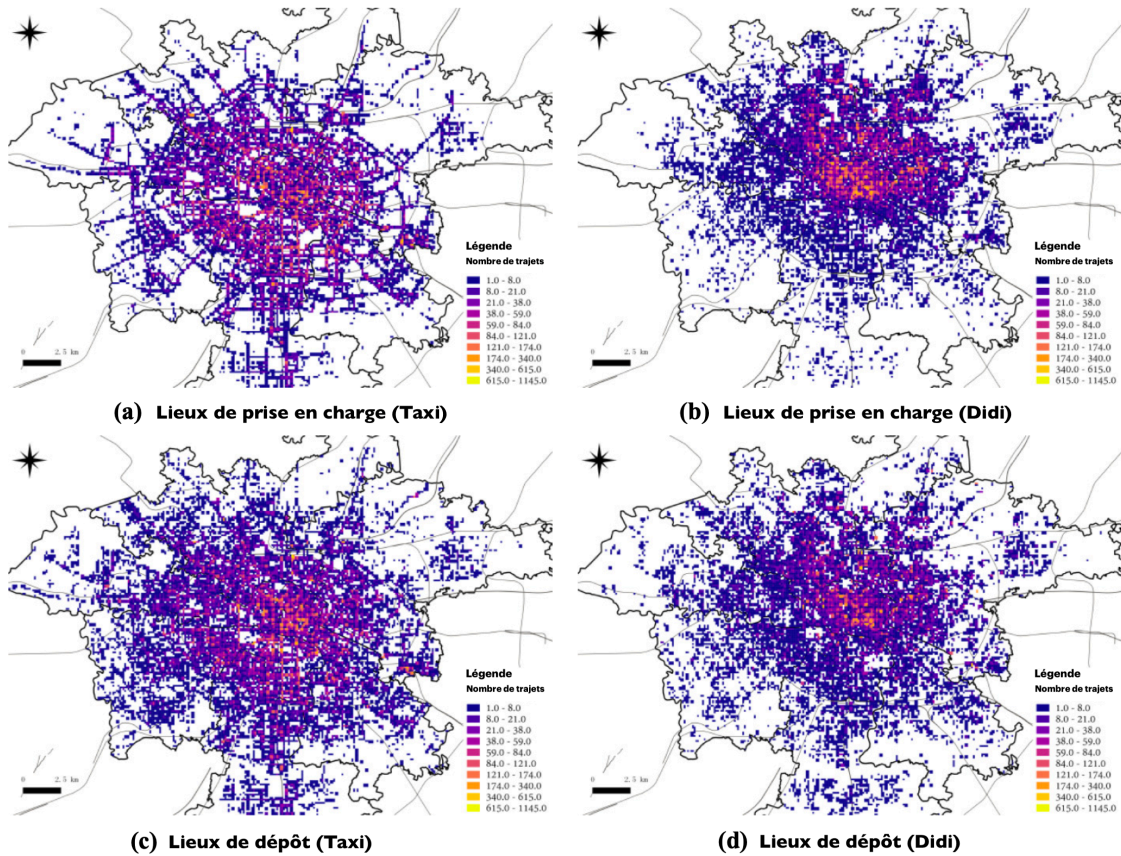 Légende
Nombre de trajets
1.0 - 8.0
8.0 - 21.0
21.0 - 38.0
38.0 - 59.0
59.0 - 84.0
84.0 - 121.0
121.0 - 174.0
174.0 - 340.0
340.0 - 615.0
615.0 - 1145.0
0 2.5 km
(a) Lieux de prise en charge (Taxi)
Légende
Nombre de trajets
1.0 - 8.0
8.0 - 21.0
21.0 - 38.0
38.0 - 59.0
59.0 - 84.0
84.0 - 121.0
121.0 - 174.0
174.0 - 340.0
340.0 - 615.0
615.0 - 1145.0
0 2.5 km
(b) Lieux de prise en charge (Didi)
Légende
Nombre de trajets
1.0 - 8.0
8.0 - 21.0
21.0 - 38.0
38.0 - 59.0
59.0 - 84.0
84.0 - 121.0
121.0 - 174.0
174.0 - 340.0
340.0 - 615.0
615.0 - 1145.0
0 2.5 km
(c) Lieux de dépôt (Taxi)
Légende
Nombre de trajets
1.0 - 8.0
8.0 - 21.0
21.0 - 38.0
38.0 - 59.0
59.0 - 84.0
84.0 - 121.0
121.0 - 174.0
174.0 - 340.0
340.0 - 615.0
615.0 - 1145.0
0 2.5 km
(d) Lieux de dépôt (Didi)